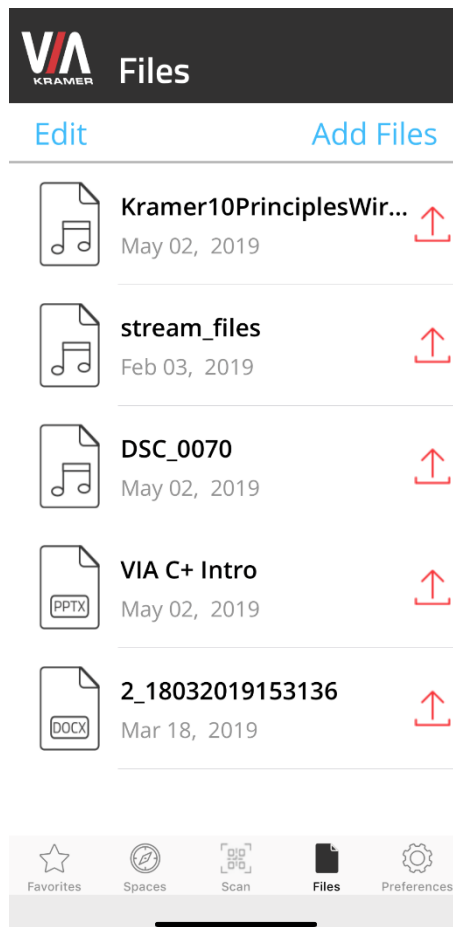 VIA
KRAMER
Files
Edit
Add Files
Kramer10PrinciplesWir...
May 02, 2019
stream_files
Feb 03, 2019
DSC_0070
May 02, 2019
VIA C+ Intro
PPTX
May 02, 2019
2_18032019153136
DOCX
Mar 18, 2019
Favorites
Spaces
Scan
Files
Preferences